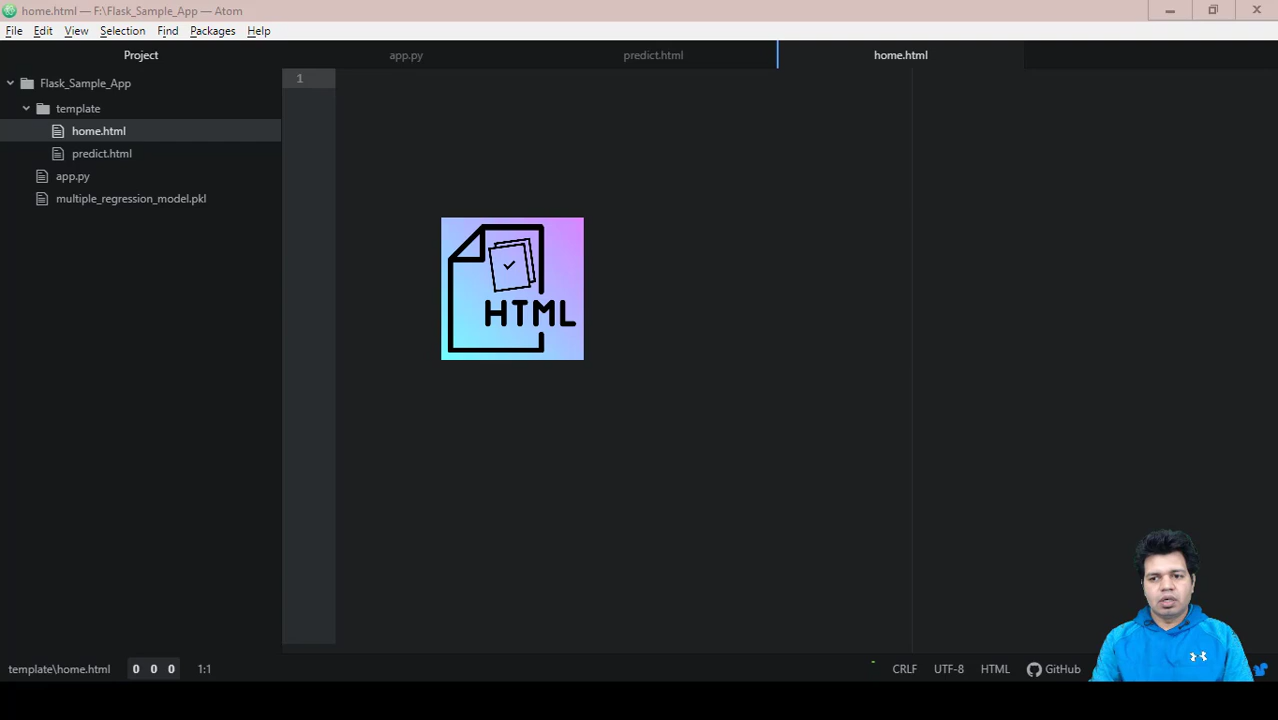 home.html — F:\Flask_Sample_App — Atom
File Edit View Selection Find Packages Help
Project app.py predict.html home.html
Flask_Sample_App
template
home.html
predict.html
app.py
multiple_regression_model.pkl
1
HTML
template\home.html 0 0 0 1:1 CRLF UTF-8 HTML GitHub